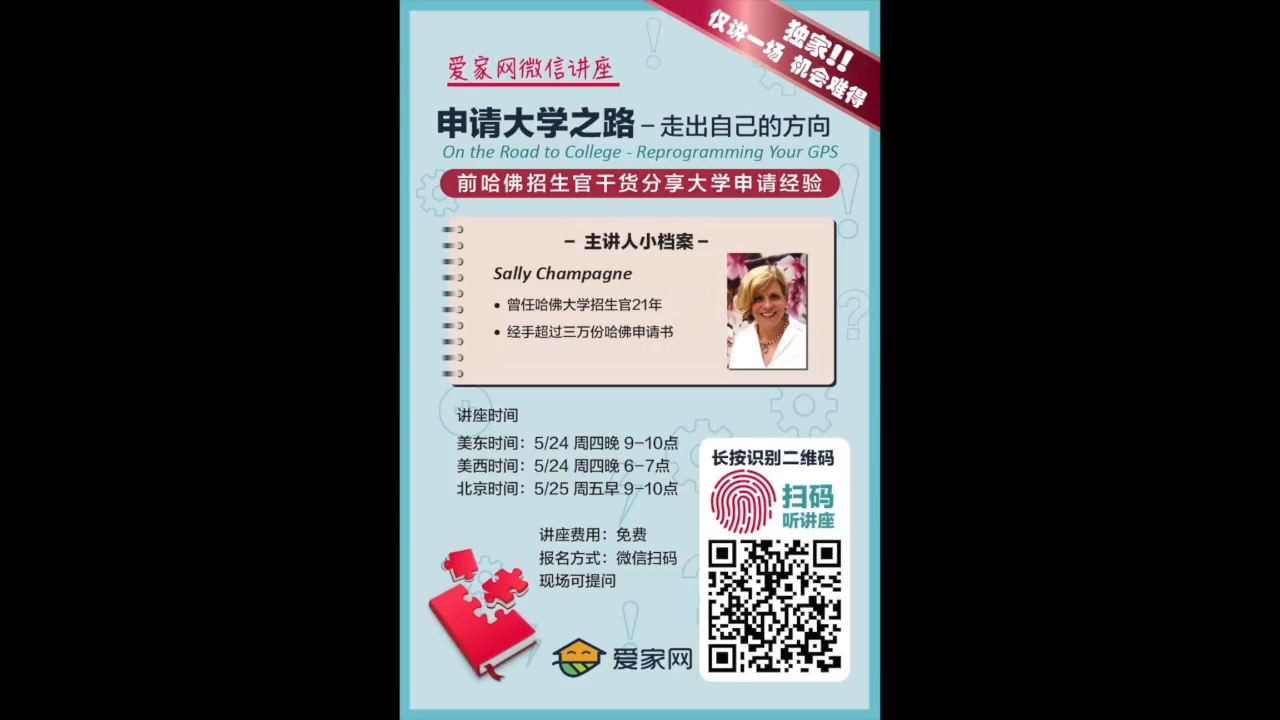 独家!!
仅讲一场 机会难得
爱家网微信讲座
申请大学之路 – 走出自己的方向
On the Road to College - Reprogramming Your GPS
前哈佛招生官干货分享大学申请经验
– 主讲人小档案 –
Sally Champagne
• 曾任哈佛大学招生官21年
• 经手超过三万份哈佛申请书
讲座时间
美东时间：5/24 周四晚 9–10点
美西时间：5/24 周四晚 6–7点
北京时间：5/25 周五早 9–10点
讲座费用：免费
报名方式：微信扫码
现场可提问
长按识别二维码
扫码
听讲座
爱家网